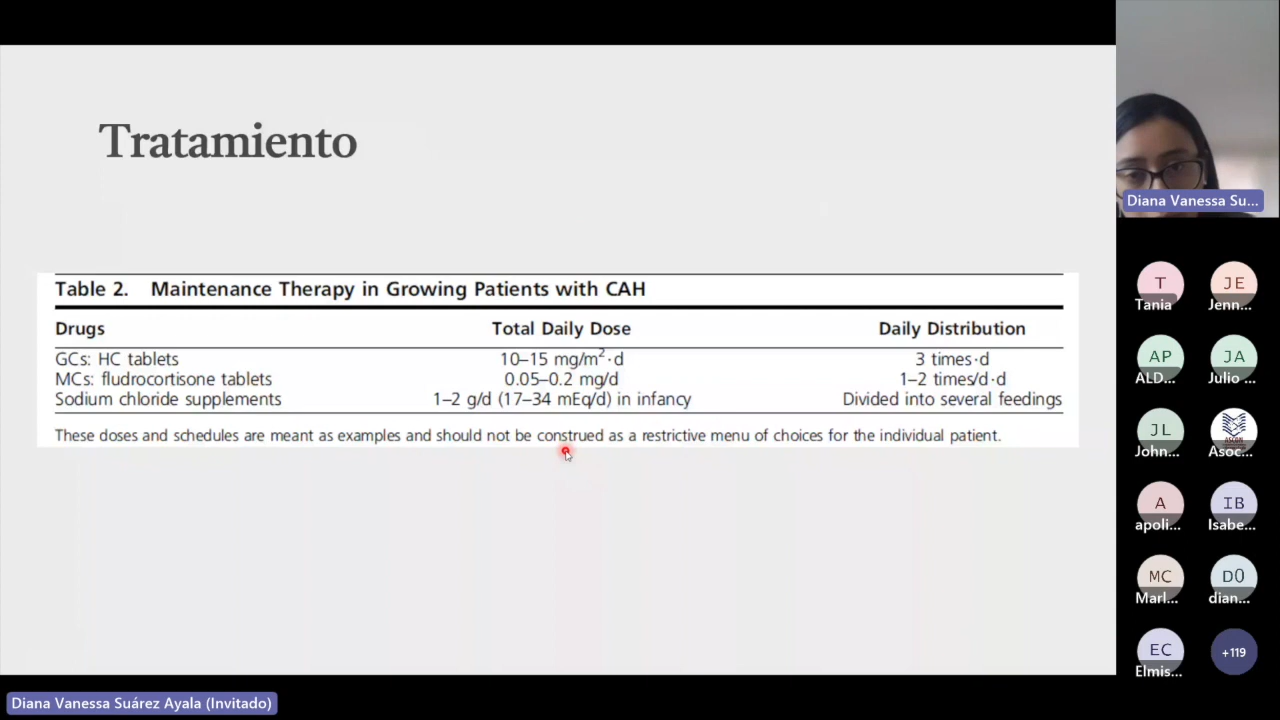 Tratamiento
Table 2. Maintenance Therapy in Growing Patients with CAH
Drugs Total Daily Dose Daily Distribution
GCs: HC tablets 10–15 mg/m²·d 3 times·d
MCs: fludrocortisone tablets 0.05–0.2 mg/d 1–2 times/d·d
Sodium chloride supplements 1–2 g/d (17–34 mEq/d) in infancy Divided into several feedings
These doses and schedules are meant as examples and should not be construed as a restrictive menu of choices for the individual patient.
Diana Vanessa Su...
T JE
Tania Jenn...
AP JA
ALD... Julio ...
JL ASCON
John... Asoc...
A IB
apoli... Isabe...
MC D0
Marl... dian...
EC +119
Elmis...
Diana Vanessa Suárez Ayala (Invitado)